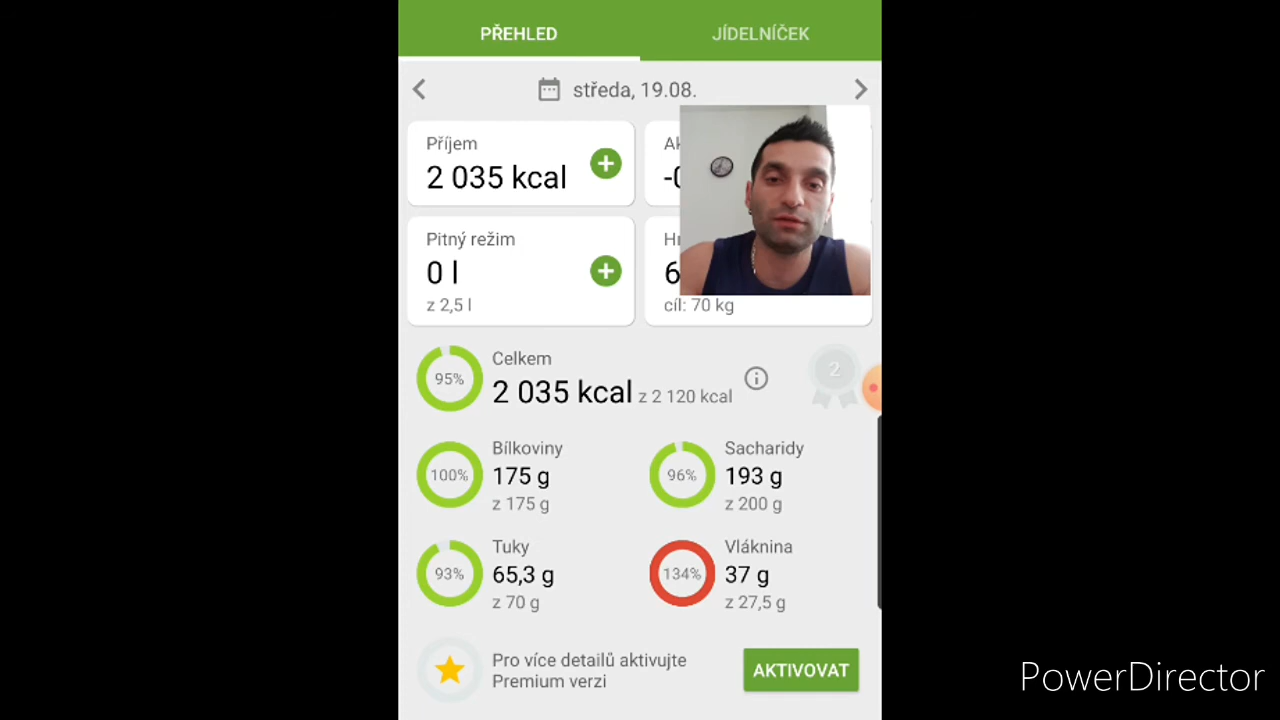 PŘEHLED
JÍDELNÍČEK
středa, 19.08.
Příjem
2 035 kcal
Pitný režim
0 l
z 2,5 l
cíl: 70 kg
Celkem
2 035 kcal z 2 120 kcal
95%
2
Bílkoviny
100%
175 g
z 175 g
Sacharidy
96%
193 g
z 200 g
Tuky
93%
65,3 g
z 70 g
Vláknina
134%
37 g
z 27,5 g
Pro více detailů aktivujte
Premium verzi
AKTIVOVAT
PowerDirector